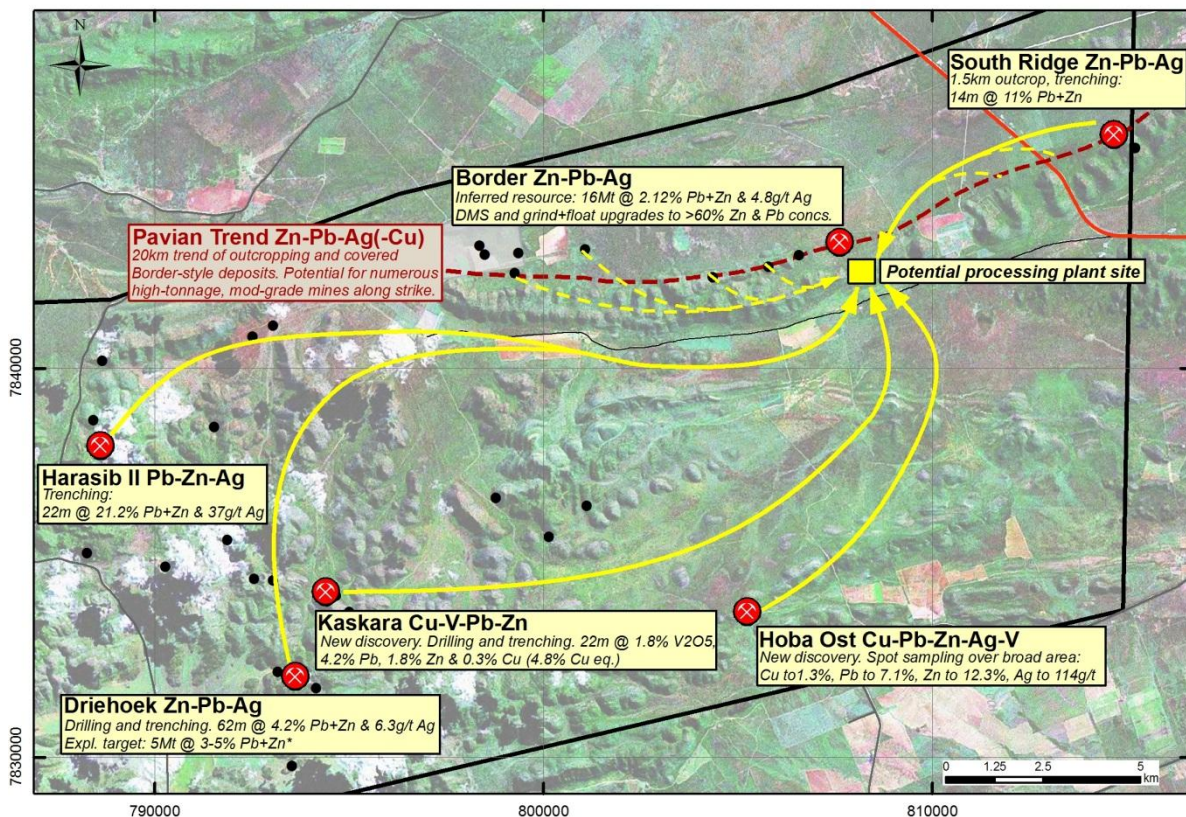 N
South Ridge Zn-Pb-Ag
1.5km outcrop, trenching:
14m @ 11% Pb+Zn
Border Zn-Pb-Ag
Inferred resource: 16Mt @ 2.12% Pb+Zn & 4.8g/t Ag
DMS and grind+float upgrades to >60% Zn & Pb concs.
Pavian Trend Zn-Pb-Ag(-Cu)
20km trend of outcropping and covered
Border-style deposits. Potential for numerous
high-tonnage, mod-grade mines along strike.
Potential processing plant site
Harasib II Pb-Zn-Ag
Trenching:
22m @ 21.2% Pb+Zn & 37g/t Ag
Kaskara Cu-V-Pb-Zn
New discovery. Drilling and trenching. 22m @ 1.8% V2O5,
4.2% Pb, 1.8% Zn & 0.3% Cu (4.8% Cu eq.)
Hoba Ost Cu-Pb-Zn-Ag-V
New discovery. Spot sampling over broad area:
Cu to1.3%, Pb to 7.1%, Zn to 12.3%, Ag to 114g/t
Driehoek Zn-Pb-Ag
Drilling and trenching. 62m @ 4.2% Pb+Zn & 6.3g/t Ag
Expl. target: 5Mt @ 3-5% Pb+Zn*
7840000
7830000
0 1.25 2.5 5
km
790000 800000 810000